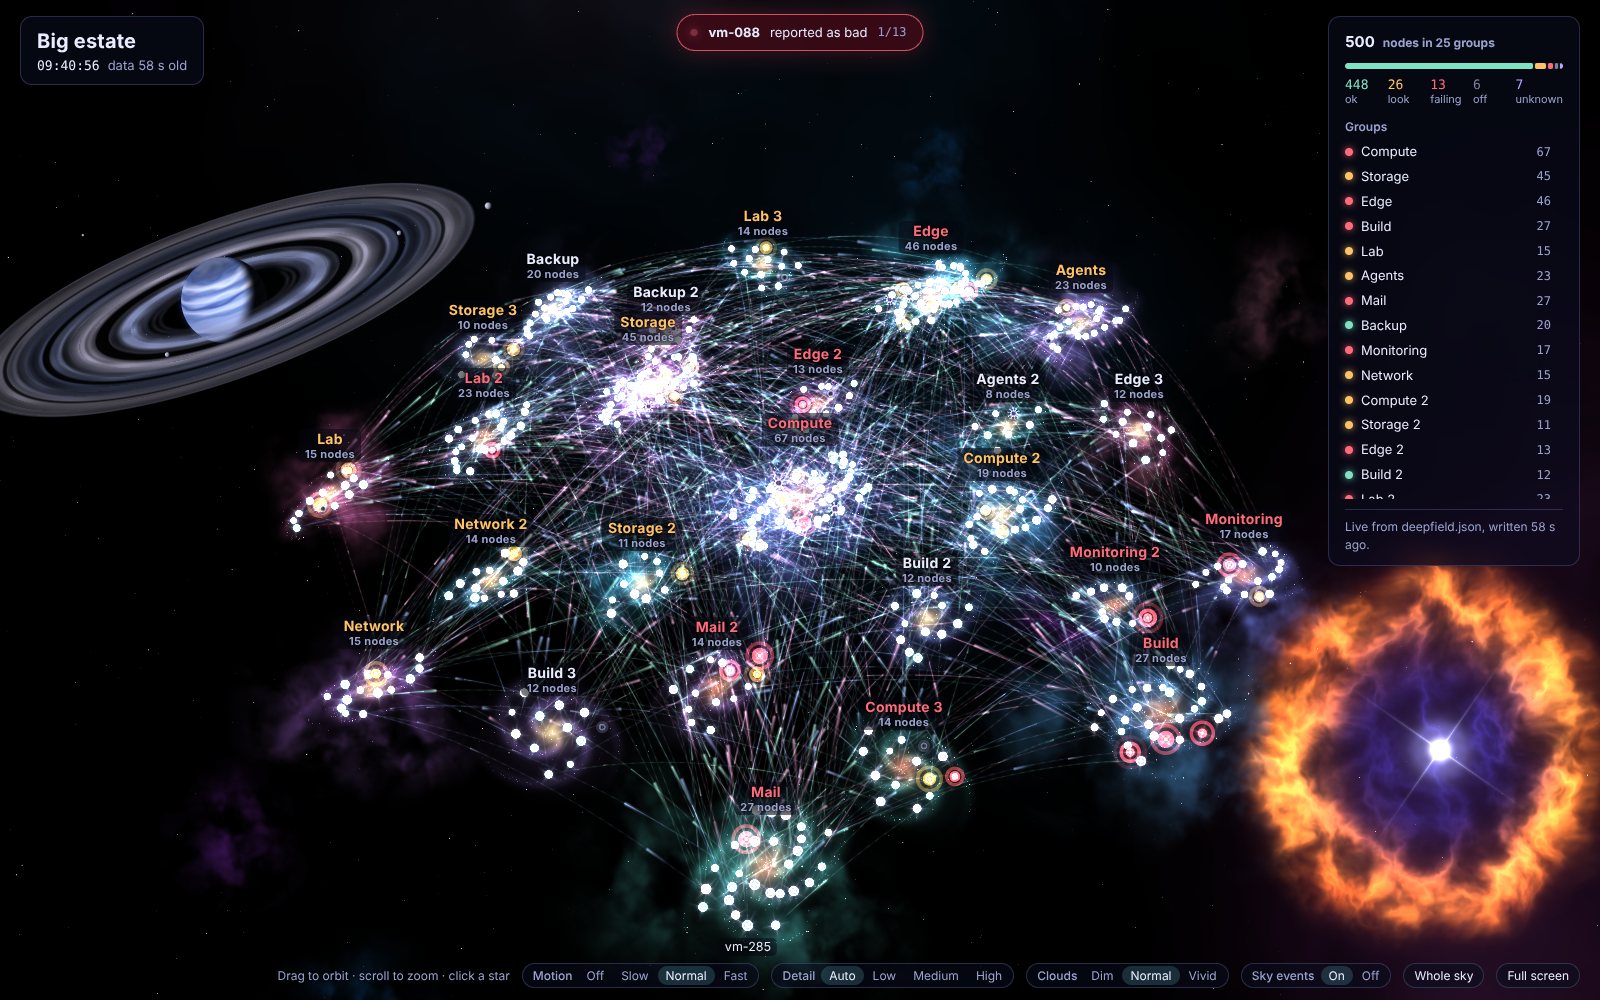 Big estate
09:40:56 data 58 s old
vm-088 reported as bad 1/13
500 nodes in 25 groups
448 26 13 6 7
ok look failing off unknown
Groups
Compute 67
Storage 45
Edge 46
Build 27
Lab 15
Agents 23
Mail 27
Backup 20
Monitoring 17
Network 15
Compute 2 19
Storage 2 11
Edge 2 13
Build 2 12
Lab 2 23
Live from deepfield.json, written 58 s
ago.
Lab 3
14 nodes
Edge
46 nodes
Backup
20 nodes
Agents
23 nodes
Backup 2
12 nodes
Storage 3
10 nodes
Storage
45 nodes
Edge 2
13 nodes
Lab 2
23 nodes
Agents 2
8 nodes
Edge 3
12 nodes
Compute
67 nodes
Lab
15 nodes
Compute 2
19 nodes
Network 2
14 nodes
Storage 2
11 nodes
Monitoring
17 nodes
Monitoring 2
10 nodes
Build 2
12 nodes
Network
15 nodes
Mail 2
14 nodes
Build
27 nodes
Build 3
12 nodes
Compute 3
14 nodes
Mail
27 nodes
vm-285
Drag to orbit · scroll to zoom · click a star Motion Off Slow Normal Fast Detail Auto Low Medium High Clouds Dim Normal Vivid Sky events On Off Whole sky Full screen